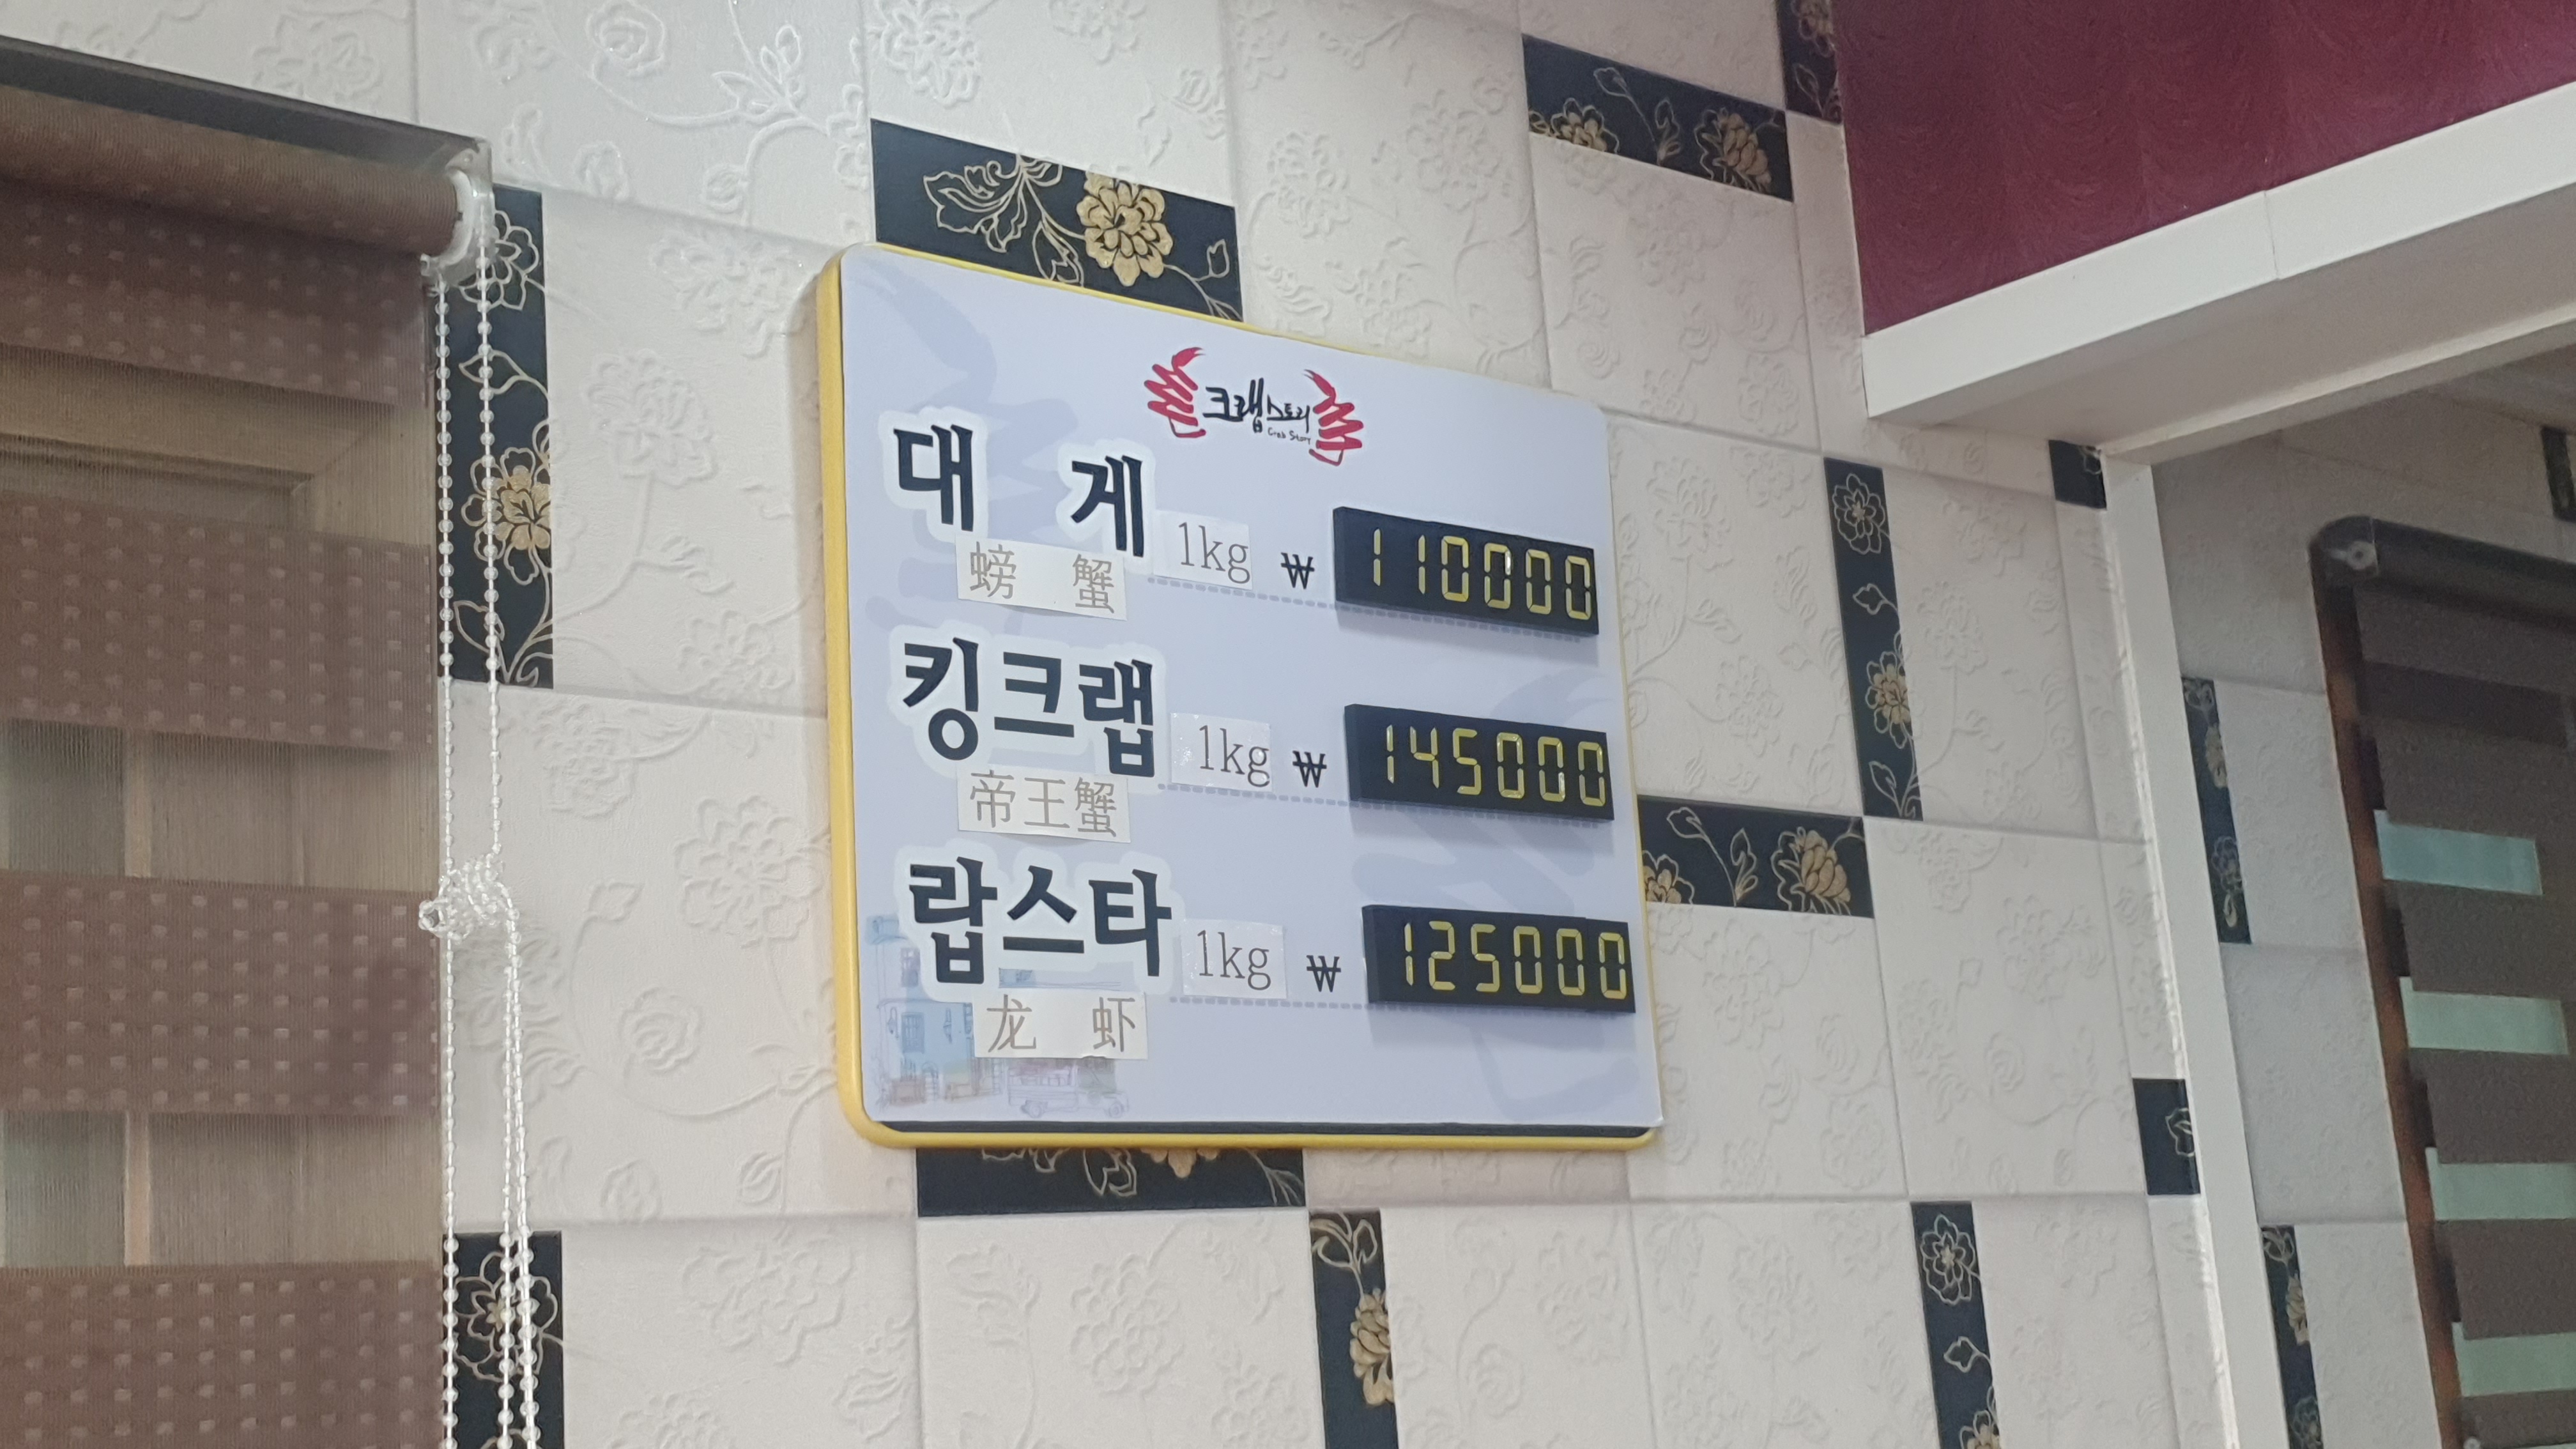 크랩스토리
Crab Story
대 게 1kg ₩ 110000
螃 蟹
킹크랩 1kg ₩ 145000
帝王蟹
랍스타 1kg ₩ 125000
龙 虾